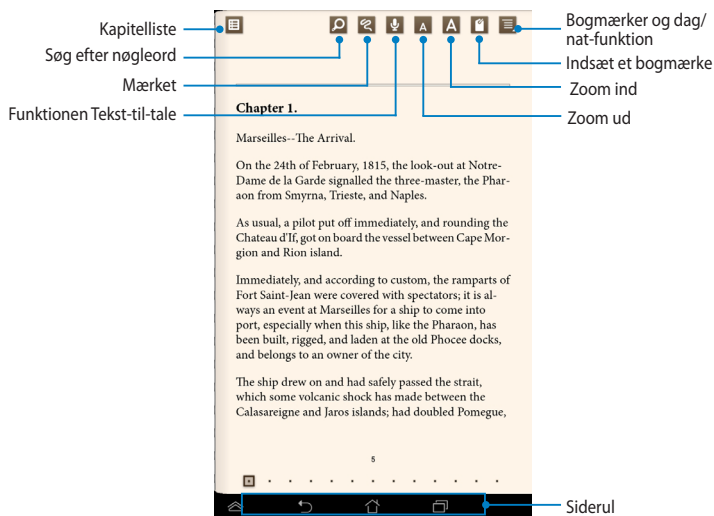 Kapitelliste
Søg efter nøgleord
Mærket
Funktionen Tekst-til-tale
Bogmærker og dag/
nat-funktion
Indsæt et bogmærke
Zoom ind
Zoom ud
A
A
Chapter 1.
Marseilles--The Arrival.
On the 24th of February, 1815, the look-out at Notre-
Dame de la Garde signalled the three-master, the Phar-
aon from Smyrna, Trieste, and Naples.
As usual, a pilot put off immediately, and rounding the
Chateau d'If, got on board the vessel between Cape Mor-
gion and Rion island.
Immediately, and according to custom, the ramparts of
Fort Saint-Jean were covered with spectators; it is al-
ways an event at Marseilles for a ship to come into
port, especially when this ship, like the Pharaon, has
been built, rigged, and laden at the old Phocee docks,
and belongs to an owner of the city.
The ship drew on and had safely passed the strait,
which some volcanic shock has made between the
Calasareigne and Jaros islands; had doubled Pomegue,
5
Siderul